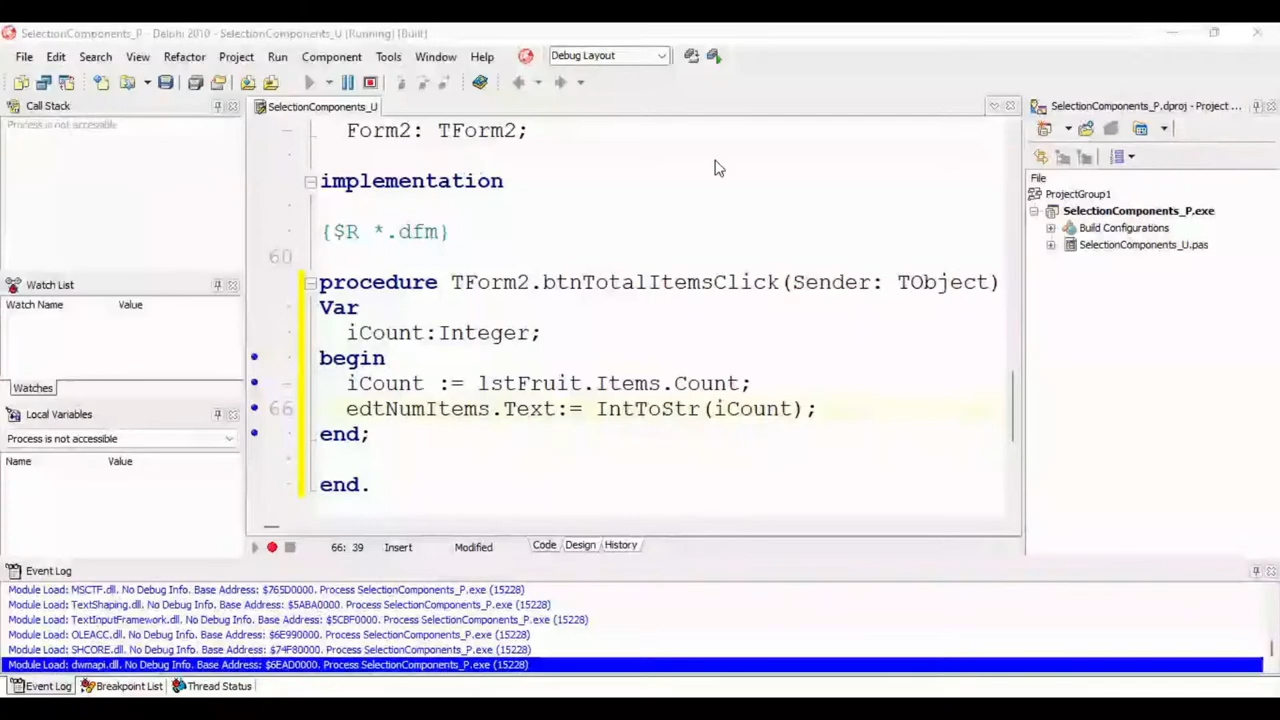 SelectionComponents_P - Delphi 2010 - SelectionComponents_U [Running] [Built]
File Edit Search View Refactor Project Run Component Tools Window Help Debug Layout
Call Stack
Process is not accessible
Watch List
Watch Name Value
Watches
Local Variables
Process is not accessible
Name Value
SelectionComponents_U
Form2: TForm2;
implementation
{$R *.dfm}
60
procedure TForm2.btnTotalItemsClick(Sender: TObject)
Var
iCount:Integer;
begin
iCount := lstFruit.Items.Count;
66 edtNumItems.Text:= IntToStr(iCount);
end;
end.
66: 39 Insert Modified Code Design History
SelectionComponents_P.dproj - Project ...
File
ProjectGroup1
SelectionComponents_P.exe
Build Configurations
SelectionComponents_U.pas
Event Log
Module Load: MSCTF.dll. No Debug Info. Base Address: $765D0000. Process SelectionComponents_P.exe (15228)
Module Load: TextShaping.dll. No Debug Info. Base Address: $5ABA0000. Process SelectionComponents_P.exe (15228)
Module Load: TextInputFramework.dll. No Debug Info. Base Address: $5CBF0000. Process SelectionComponents_P.exe (15228)
Module Load: OLEACC.dll. No Debug Info. Base Address: $6E990000. Process SelectionComponents_P.exe (15228)
Module Load: SHCORE.dll. No Debug Info. Base Address: $74F80000. Process SelectionComponents_P.exe (15228)
Module Load: dwmapi.dll. No Debug Info. Base Address: $6EAD0000. Process SelectionComponents_P.exe (15228)
Event Log Breakpoint List Thread Status